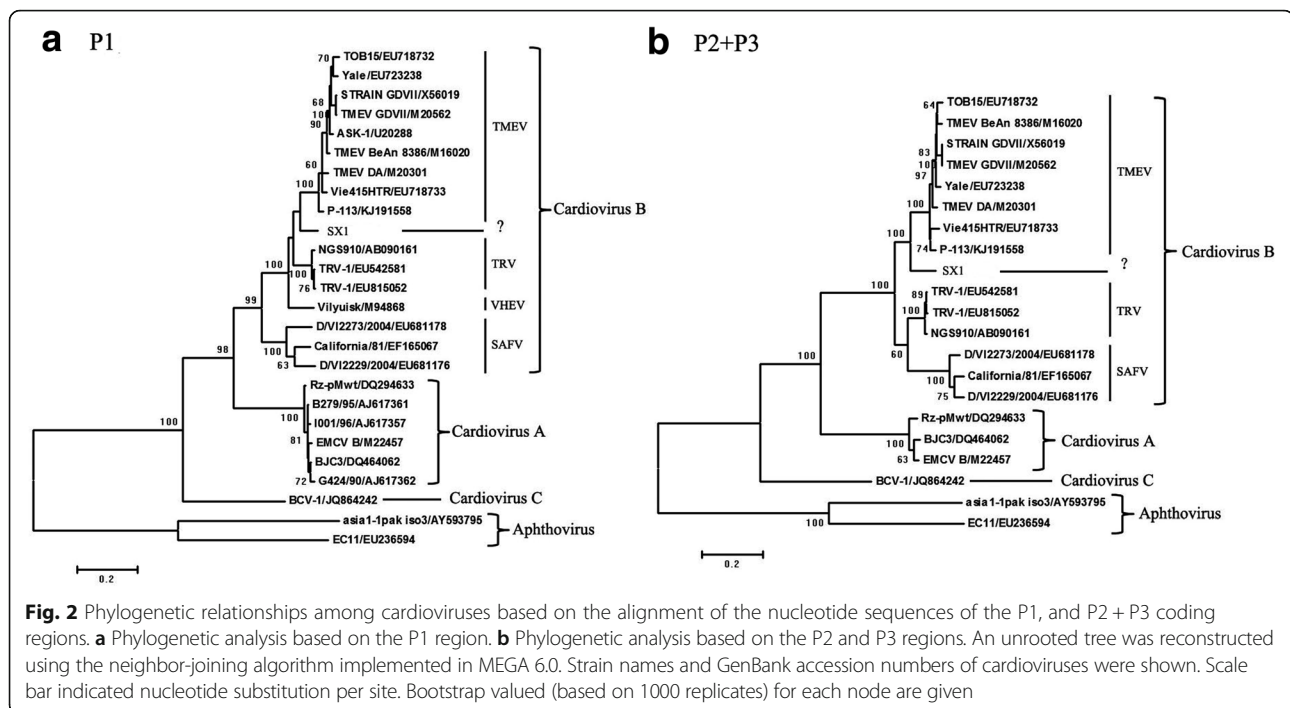 a P1
70
TOB15/EU718732
Yale/EU723238
68
STRAIN GDVII/X56019
10
TMEV GDVII/M20562
90
ASK-1/U20288
TMEV BeAn 8386/M16020
60
TMEV DA/M20301
100
Vie415HTR/EU718733
P-113/KJ191558
TMEV
SX1
?
NGS910/AB090161
100
TRV-1/EU542581
100
76
TRV-1/EU815052
TRV
Vilyuisk/M94868
VHEV
99
D/VI2273/2004/EU681178
100
California/81/EF165067
63
D/VI2229/2004/EU681176
SAFV
Cardiovirus B
98
Rz-pMwt/DQ294633
B279/95/AJ617361
100
I001/96/AJ617357
81
EMCV B/M22457
BJC3/DQ464062
72
G424/90/AJ617362
Cardiovirus A
100
BCV-1/JQ864242
Cardiovirus C
asia1-1pak iso3/AY593795
EC11/EU236594
Aphthovirus
0.2
b P2+P3
64
TOB15/EU718732
TMEV BeAn 8386/M16020
83
STRAIN GDVII/X56019
10
TMEV GDVII/M20562
97
Yale/EU723238
TMEV DA/M20301
100
Vie415HTR/EU718733
74
P-113/KJ191558
TMEV
100
SX1
?
89
TRV-1/EU542581
TRV-1/EU815052
100
NGS910/AB090161
TRV
100
60
D/VI2273/2004/EU681178
100
California/81/EF165067
75
D/VI2229/2004/EU681176
SAFV
Cardiovirus B
100
Rz-pMwt/DQ294633
100
BJC3/DQ464062
63
EMCV B/M22457
Cardiovirus A
100
BCV-1/JQ864242
Cardiovirus C
asia1-1pak iso3/AY593795
100
EC11/EU236594
Aphthovirus
0.2
Fig. 2 Phylogenetic relationships among cardioviruses based on the alignment of the nucleotide sequences of the P1, and P2 + P3 coding
regions. a Phylogenetic analysis based on the P1 region. b Phylogenetic analysis based on the P2 and P3 regions. An unrooted tree was reconstructed
using the neighbor-joining algorithm implemented in MEGA 6.0. Strain names and GenBank accession numbers of cardioviruses were shown. Scale
bar indicated nucleotide substitution per site. Bootstrap valued (based on 1000 replicates) for each node are given